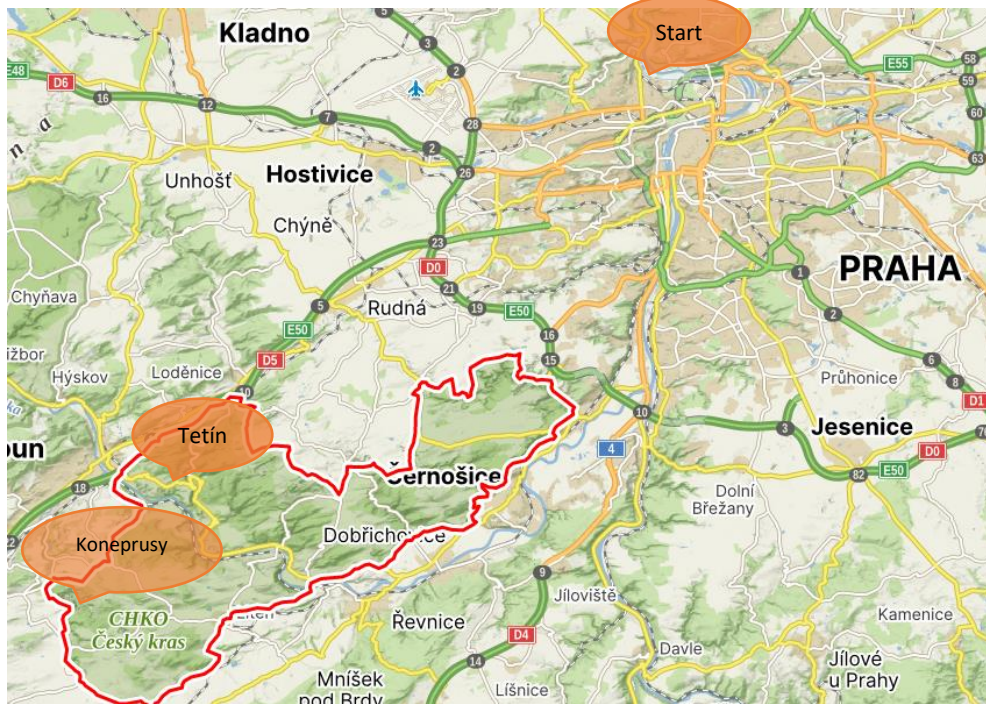 Kladno
Start
5
3
2
E55
58
59
E48
D6
16
12
7
28
60
n a
2
26
63
Unhošť
Hostivice
Chýně
23
D0
1
PRAHA
Chyňava
5
21
19
E50
Rudná
2
16
E50
15
D5
6
Hýskov
Loděnice
Průhonice
8
10
D1
10
Tetín
3
Jesenice
4
D0
oun
18
Černošice
82
E50
Dolní
Břežany
Koneprusy
Dobřichovice
9
Jíloviště
CHKO
Český kras
Řevnice
Kamenice
D4
14
Davle
Jílové
u Prahy
Mníšek
pod Brdy
Líšnice